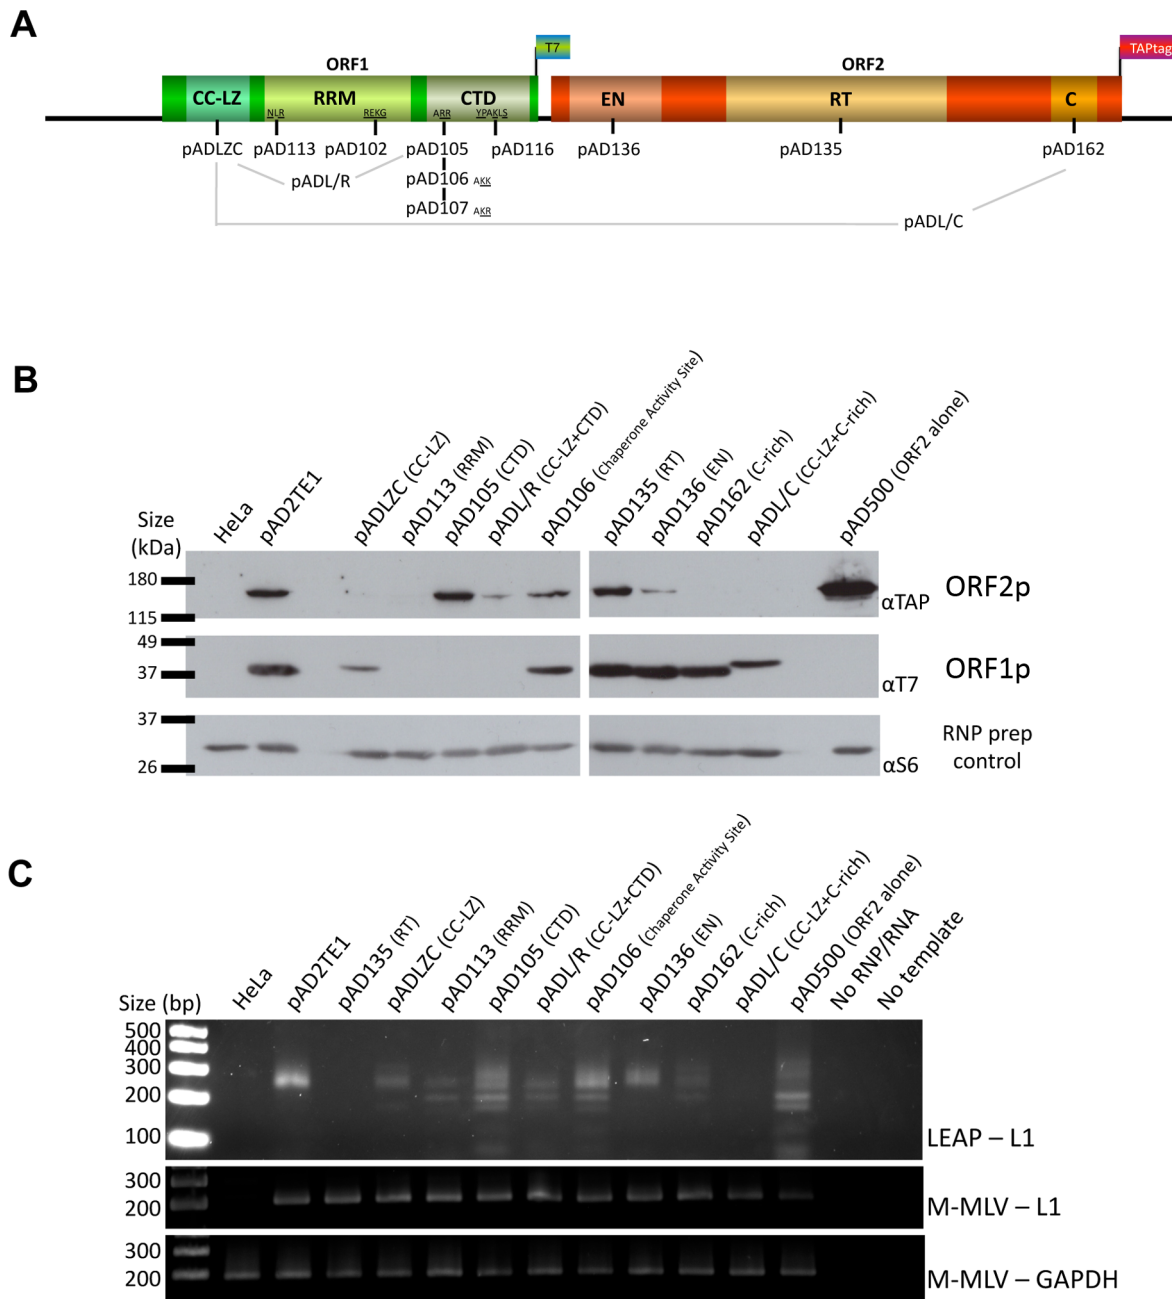 A
T7
TAPtag
ORF1
ORF2
CC-LZ
RRM
CTD
EN
RT
C
NLR
REKG
ARR
YPAKLS
pADLZC
pAD113
pAD102
pAD105
pAD116
pAD136
pAD135
pAD162
pADL/R
pAD106 AKK
pAD107 AKR
pADL/C
B
Size
(kDa)
HeLa
pAD2TE1
pADLZC (CC-LZ)
pAD113 (RRM)
pAD105 (CTD)
pADL/R (CC-LZ+CTD)
pAD106 (Chaperone Activity Site)
pAD135 (RT)
pAD136 (EN)
pAD162 (C-rich)
pADL/C (CC-LZ+C-rich)
pAD500 (ORF2 alone)
180
115
αTAP
ORF2p
49
37
αT7
ORF1p
37
26
αS6
RNP prep
control
C
Size (bp)
HeLa
pAD2TE1
pAD135 (RT)
pADLZC (CC-LZ)
pAD113 (RRM)
pAD105 (CTD)
pADL/R (CC-LZ+CTD)
pAD106 (Chaperone Activity Site)
pAD136 (EN)
pAD162 (C-rich)
pADL/C (CC-LZ+C-rich)
pAD500 (ORF2 alone)
No RNP/RNA
No template
500
400
300
200
100
LEAP – L1
300
200
M-MLV – L1
300
200
M-MLV – GAPDH